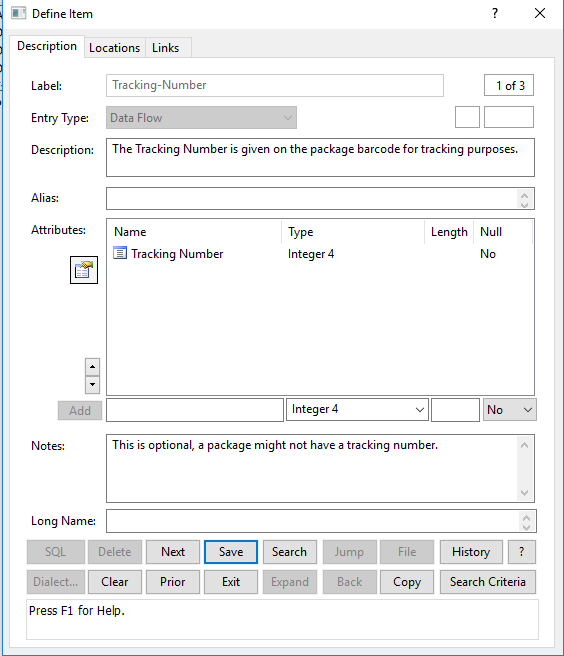 Define Item
Description Locations Links
Label: Tracking-Number 1 of 3
Entry Type: Data Flow
Description: The Tracking Number is given on the package barcode for tracking purposes.
Alias:
Attributes: Name Type Length Null
Tracking Number Integer 4 No
Add Integer 4 No
Notes: This is optional, a package might not have a tracking number.
Long Name:
SQL Delete Next Save Search Jump File History ?
Dialect... Clear Prior Exit Expand Back Copy Search Criteria
Press F1 for Help.